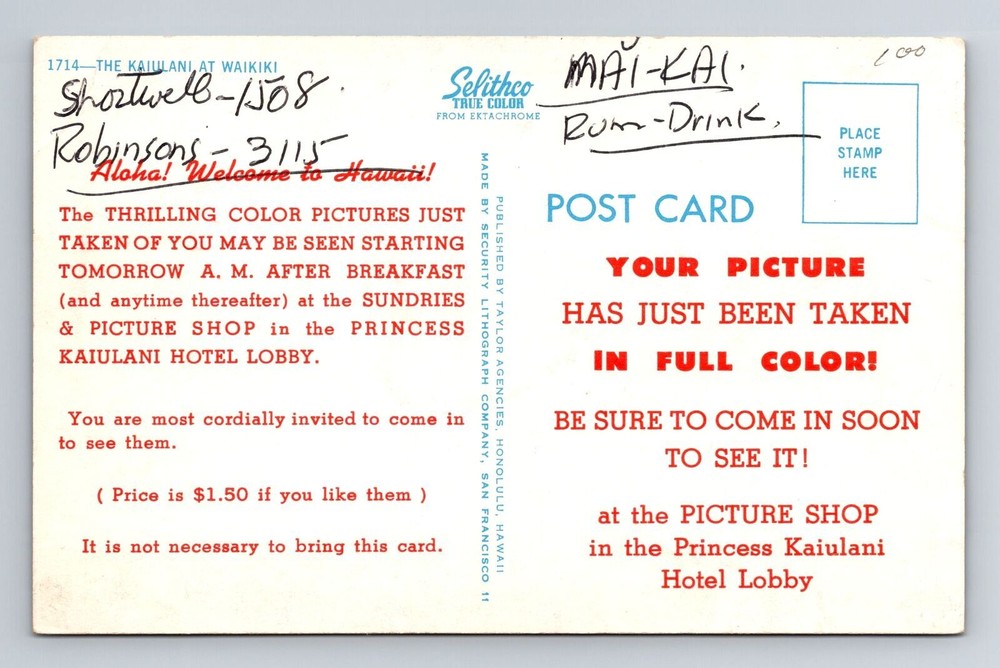 1714—THE KAIULANI AT WAIKIKI
Shortwell-1508
Robinsons - 3115
Aloha! Welcome to Hawaii!
The THRILLING COLOR PICTURES JUST
TAKEN OF YOU MAY BE SEEN STARTING
TOMORROW A. M. AFTER BREAKFAST
(and anytime thereafter) at the SUNDRIES
& PICTURE SHOP in the PRINCESS
KAIULANI HOTEL LOBBY.
You are most cordially invited to come in
to see them.
( Price is $1.50 if you like them )
It is not necessary to bring this card.
Selithco
TRUE COLOR
FROM EKTACHROME
MADE BY SECURITY LITHOGRAPH COMPANY, SAN FRANCISCO 11
PUBLISHED BY TAYLOR AGENCIES, HONOLULU, HAWAII
MAI-KAI.
Rum-Drink.
100
PLACE
STAMP
HERE
POST CARD
YOUR PICTURE
HAS JUST BEEN TAKEN
IN FULL COLOR!
BE SURE TO COME IN SOON
TO SEE IT!
at the PICTURE SHOP
in the Princess Kaiulani
Hotel Lobby